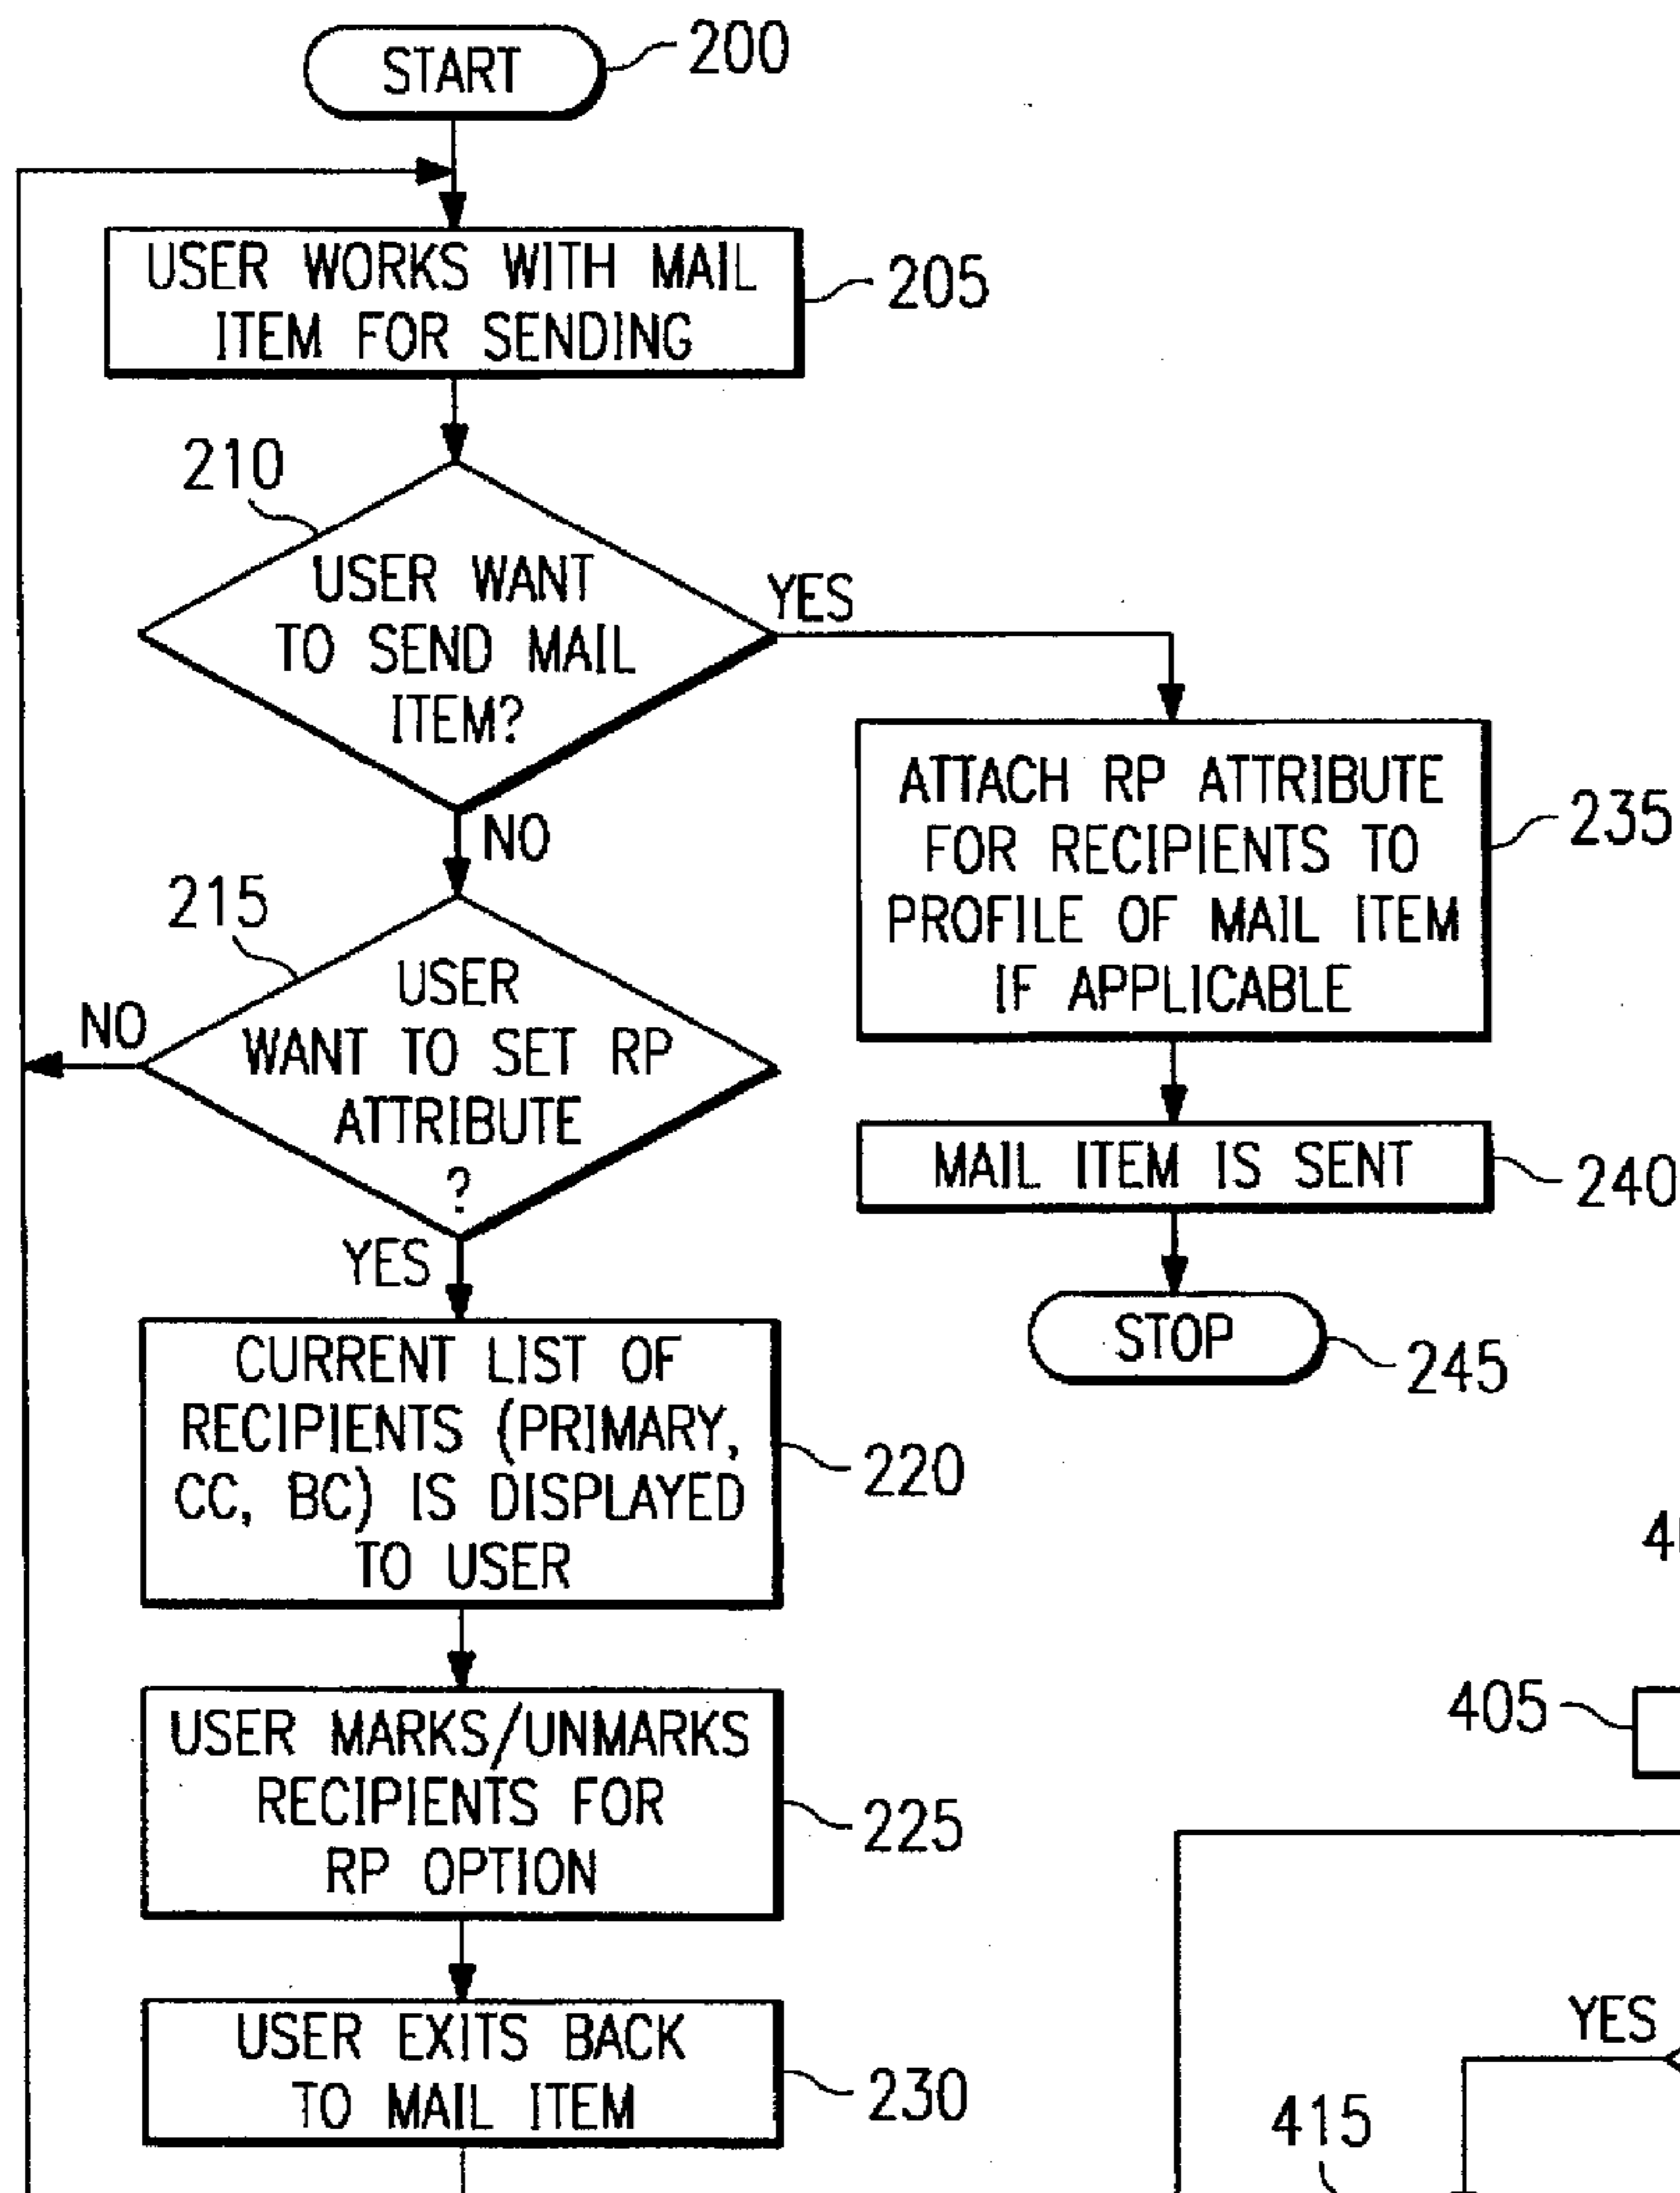 START
200
USER WORKS WITH MAIL
ITEM FOR SENDING
205
210
USER WANT
TO SEND MAIL
ITEM?
YES
NO
ATTACH RP ATTRIBUTE
FOR RECIPIENTS TO
PROFILE OF MAIL ITEM
IF APPLICABLE
235
215
USER
WANT TO SET RP
ATTRIBUTE
?
NO
YES
MAIL ITEM IS SENT
240
STOP
245
CURRENT LIST OF
RECIPIENTS (PRIMARY,
CC, BC) IS DISPLAYED
TO USER
220
USER MARKS/UNMARKS
RECIPIENTS FOR
RP OPTION
225
USER EXITS BACK
TO MAIL ITEM
230
405
YES
415